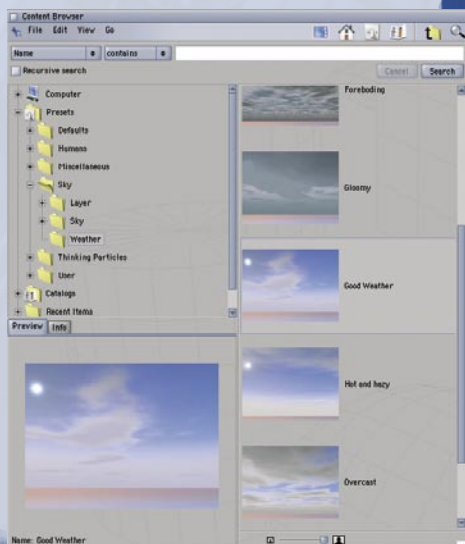 Content Browser
File Edit View Go
Name contains
Recursive search Cancel Search
Computer
Presets
Defaults
Humans
Miscellaneous
Sky
Layer
Sky
Weather
Thinking Particles
User
Catalogs
Recent Items
Preview Info
Name: Good Weather
Foreboding
Gloomy
Good Weather
Hot and hazy
Overcast